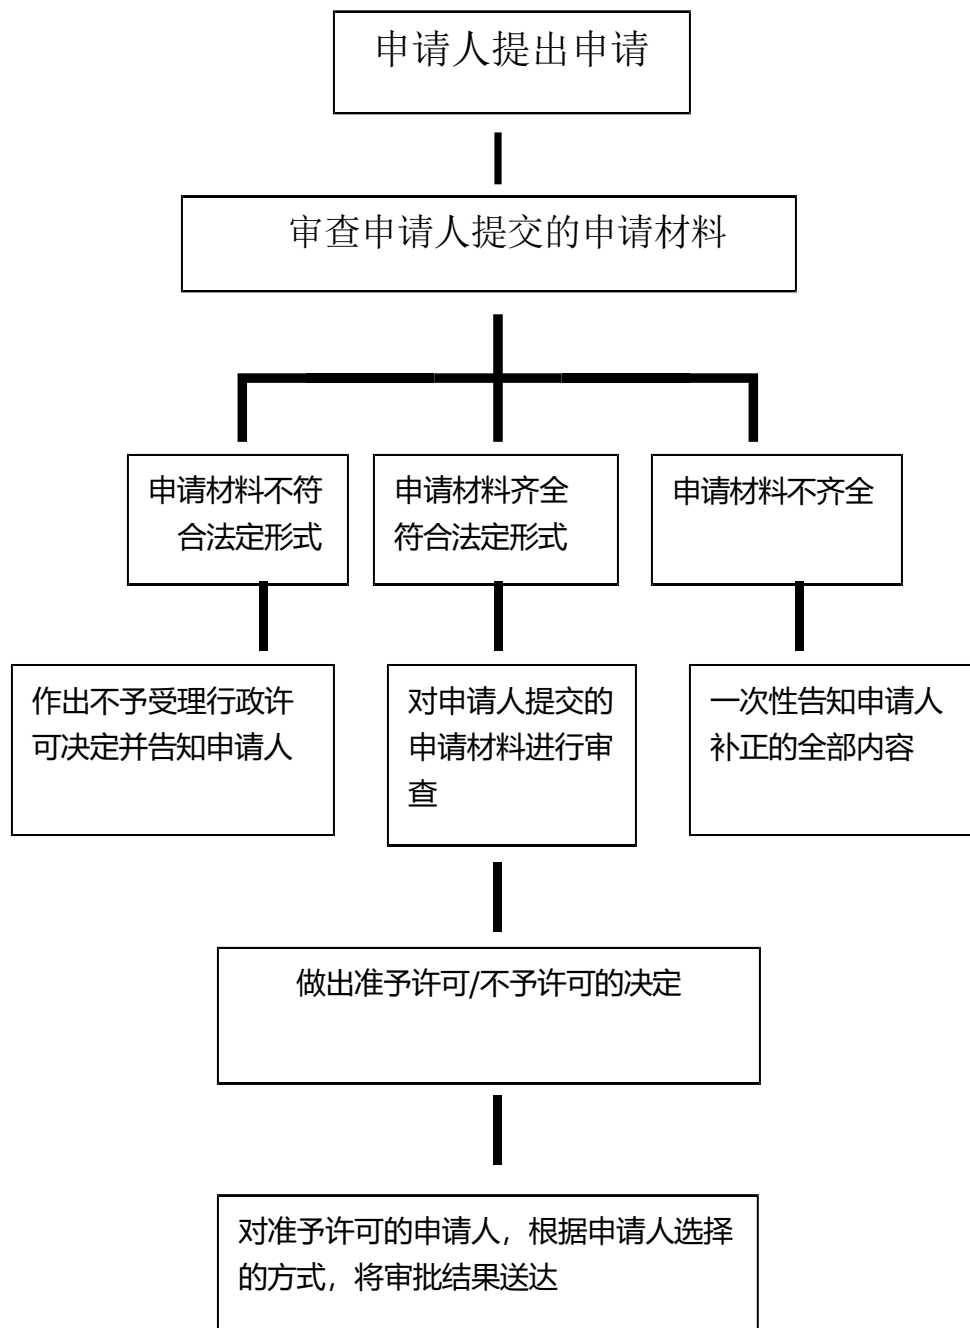 申请人提出申请
审查申请人提交的申请材料
申请材料不符
合法定形式
申请材料齐全
符合法定形式
申请材料不齐全
作出不予受理行政许
可决定并告知申请人
对申请人提交的
申请材料进行审
查
一次性告知申请人
补正的全部内容
做出准予许可/不予许可的决定
对准予许可的申请人，根据申请人选择
的方式，将审批结果送达